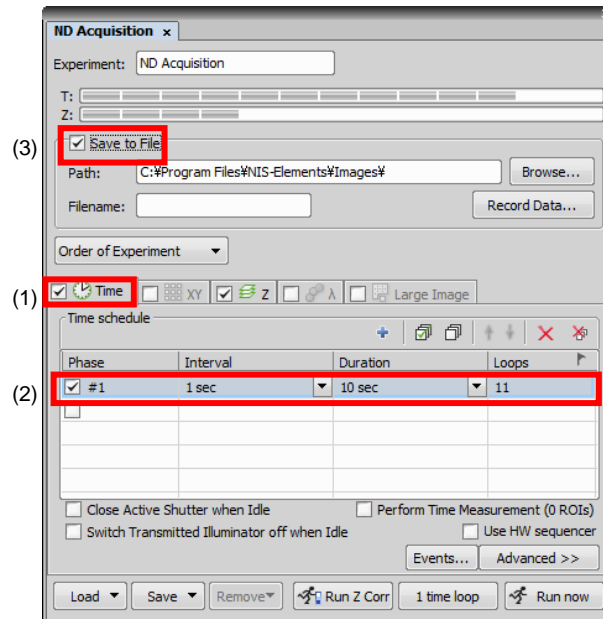 ND Acquisition x
Experiment: ND Acquisition
T:
Z:
(3) Save to File
Path: C:¥Program Files¥NIS-Elements¥Images¥ Browse...
Filename: Record Data...
Order of Experiment
(1) Time XY Z λ Large Image
Time schedule
Phase Interval Duration Loops
(2) #1 1 sec 10 sec 11
Close Active Shutter when Idle Perform Time Measurement (0 ROIs)
Switch Transmitted Illuminator off when Idle Use HW sequencer
Events... Advanced >>
Load Save Remove Run Z Corr 1 time loop Run now